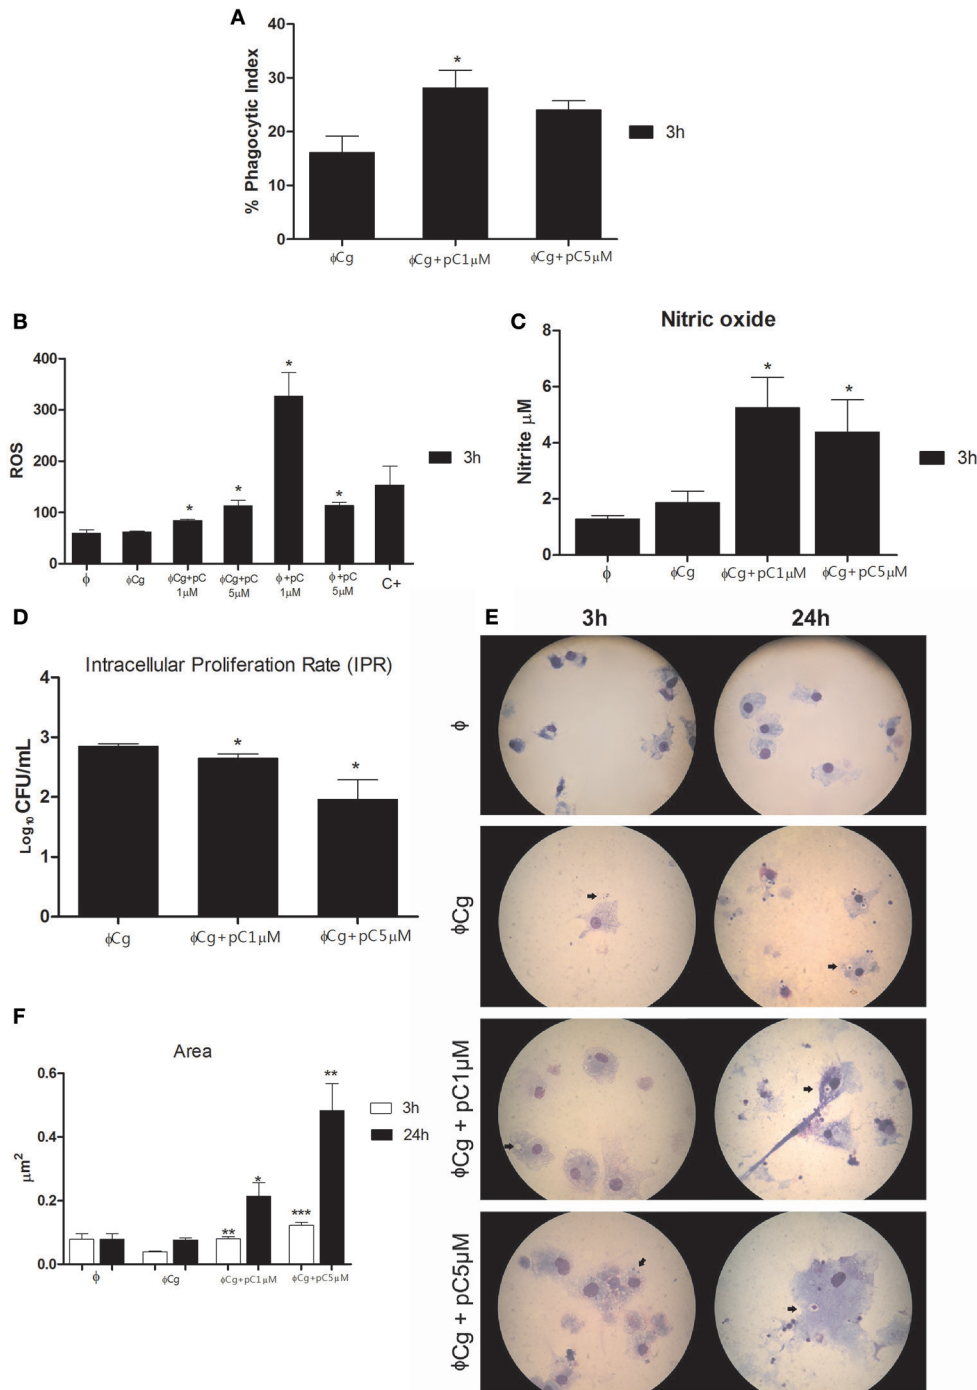 A
% Phagocytic Index
40
30
20
10
0
*
ϕCg
ϕCg+pC1μM
ϕCg+pC5μM
3h
B
ROS
400
300
200
100
0
*
*
*
*
ϕ
ϕCg
ϕCg+pC 1μM
ϕCg+pC 5μM
ϕ+pC 1μM
ϕ+pC 5μM
C+
3h
C
Nitric oxide
Nitrite μM
8
6
4
2
0
*
*
ϕ
ϕCg
ϕCg+pC1μM
ϕCg+pC5μM
3h
D
Intracellular Proliferation Rate (IPR)
Log₁₀ CFU/mL
4
3
2
1
0
*
*
ϕCg
ϕCg+pC1μM
ϕCg+pC5μM
E
3h
24h
ϕ
ϕCg
ϕCg + pC1μM
ϕCg + pC5μM
F
Area
μm²
0.6
0.4
0.2
0.0
**
*
***
**
ϕ
ϕCg
ϕCg+pC1μM
ϕCg+pC5μM
3h
24h